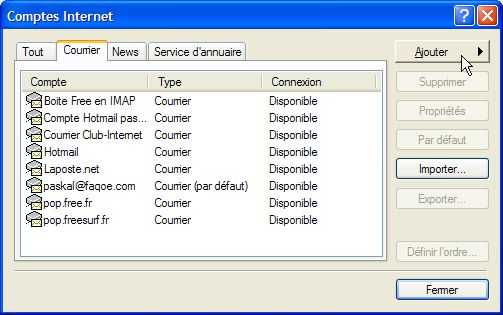 Comptes Internet
Tout Courrier News Service d'annuaire
Ajouter
Compte Type Connexion
Supprimer
Boite Free en IMAP Courrier Disponible
Compte Hotmail pas... Courrier Disponible
Propriétés
Courrier Club-Internet Courrier Disponible
Par défaut
Hotmail Courrier Disponible
Laposte.net Courrier Disponible
Importer...
paskal@faqoe.com Courrier (par défaut) Disponible
pop.free.fr Courrier Disponible
Exporter...
pop.freesurf.fr Courrier Disponible
Définir l'ordre...
Fermer